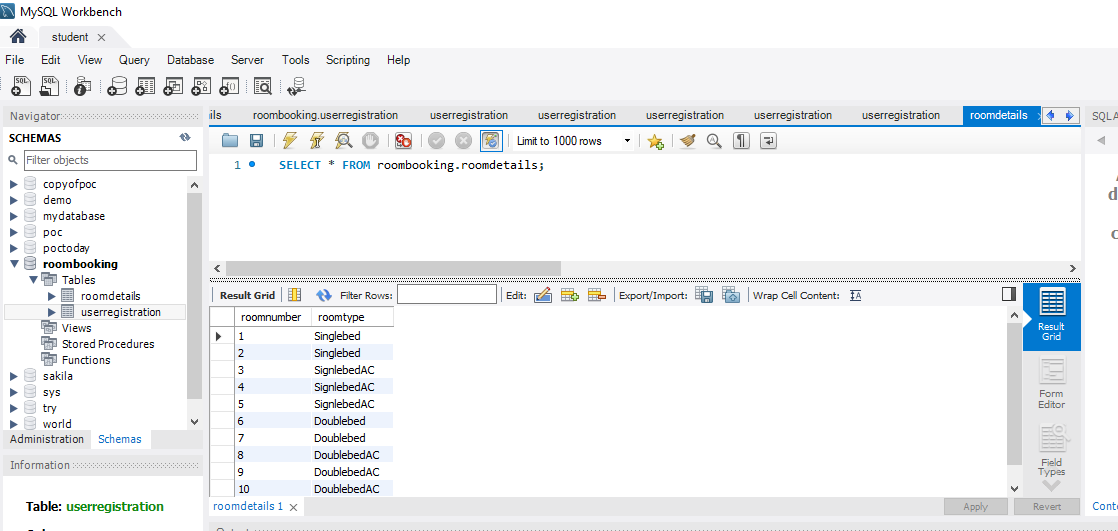 MySQL Workbench
student
File Edit View Query Database Server Tools Scripting Help
Navigator
SCHEMAS
Filter objects
copyofpoc
demo
mydatabase
poc
poctoday
roombooking
Tables
roomdetails
userregistration
Views
Stored Procedures
Functions
sakila
sys
try
world
Administration Schemas
Information
Table: userregistration
ils roombooking.userregistration userregistration userregistration userregistration userregistration userregistration roomdetails
Limit to 1000 rows
1 SELECT * FROM roombooking.roomdetails;
Result Grid Filter Rows: Edit: Export/Import: Wrap Cell Content: IA
roomnumber roomtype
1 Singlebed
2 Singlebed
3 SignlebedAC
4 SignlebedAC
5 SignlebedAC
6 Doublebed
7 Doublebed
8 DoublebedAC
9 DoublebedAC
10 DoublebedAC
Result
Grid
Form
Editor
Field
Types
roomdetails 1 Apply Revert
SQLA
d
c
Conte